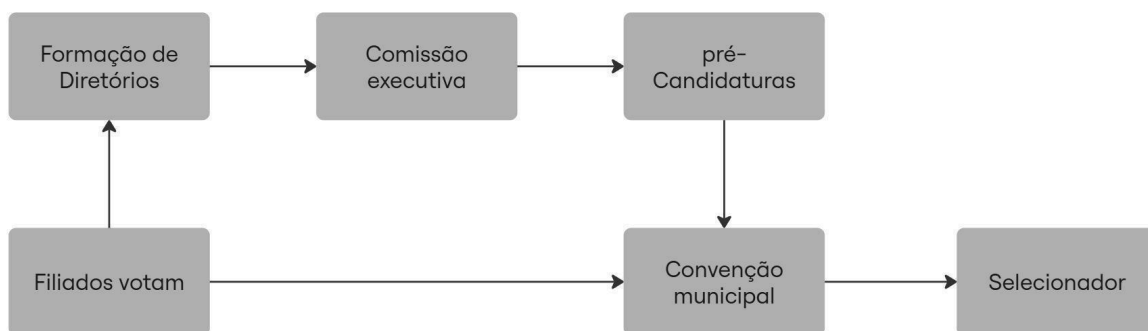 Formação de
Diretórios
Comissão
executiva
pré-
Candidaturas
Filiados votam
Convenção
municipal
Selecionador